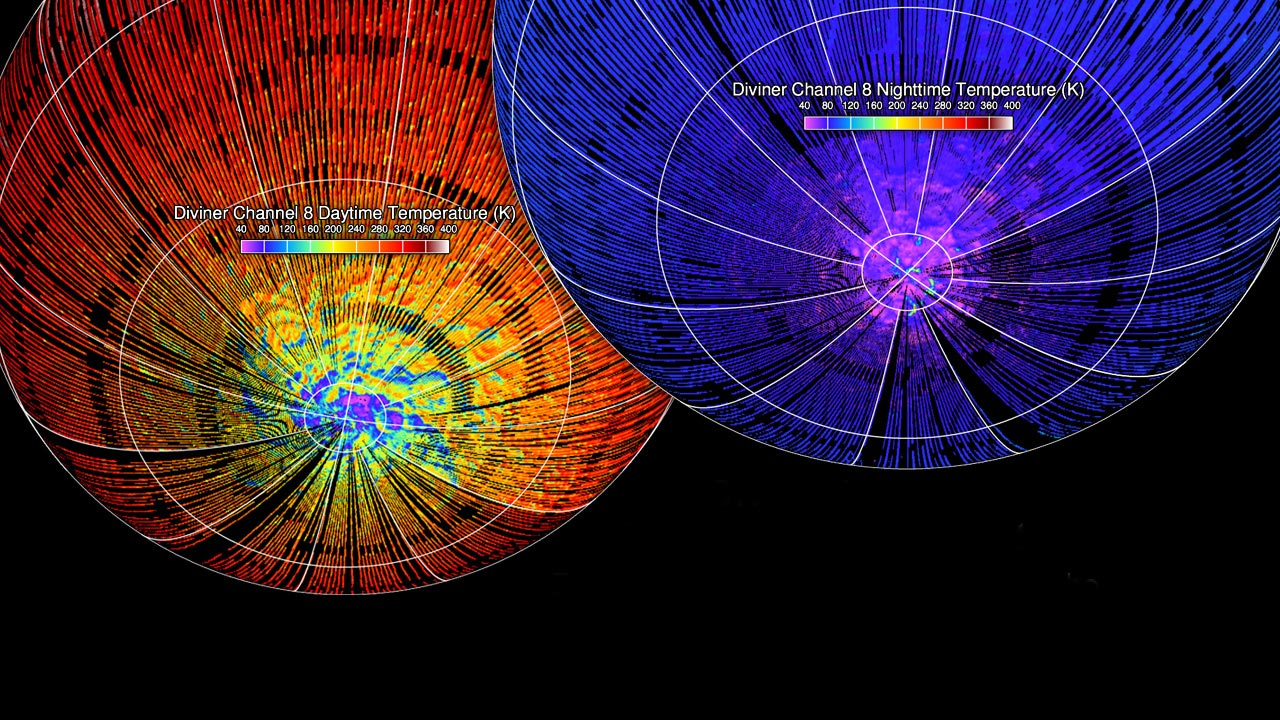 Diviner Channel 8 Daytime Temperature (K)
40 80 120 160 200 240 280 320 360 400
Diviner Channel 8 Nighttime Temperature (K)
40 80 120 160 200 240 280 320 360 400